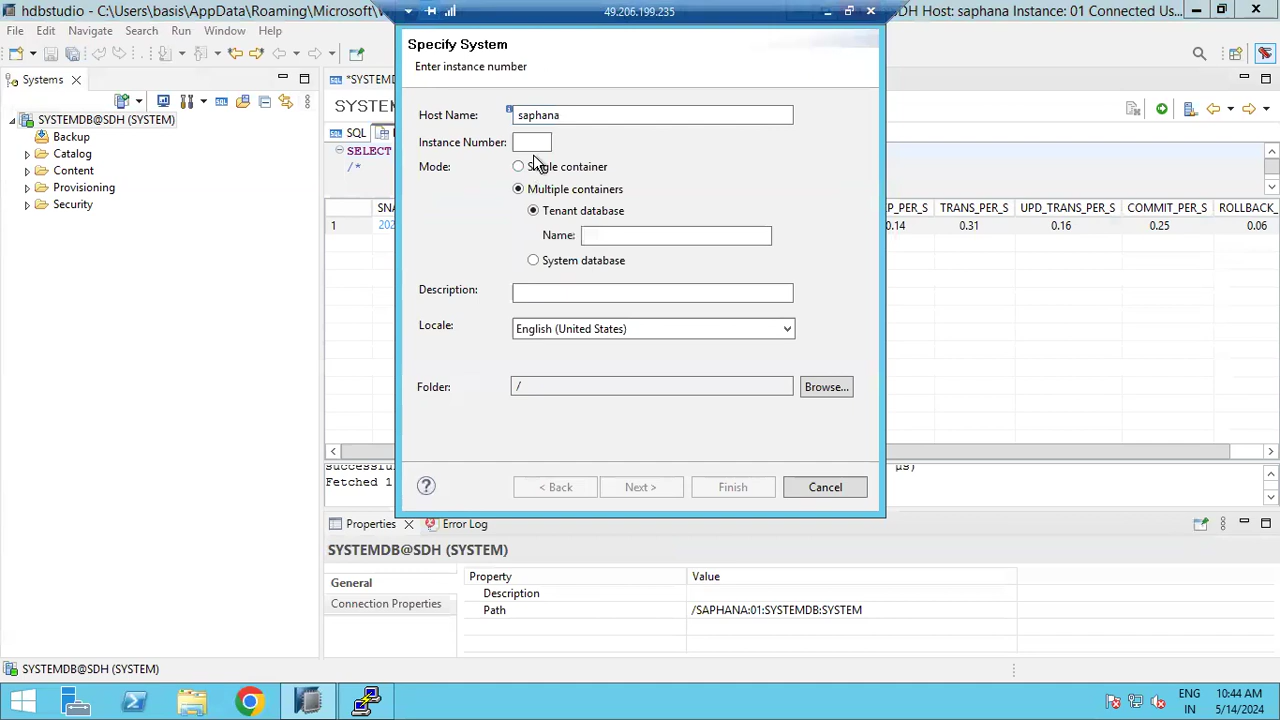 hdbstudio - C:\Users\basis\AppData\Roaming\Microsoft\W
49.206.199.235
DH Host: saphana Instance: 01 Connected Us...
File Edit Navigate Search Run Window Help
Specify System
Enter instance number
Systems
*SYSTEMD
SYSTEMDB@SDH (SYSTEM)
Backup
Catalog
Content
Provisioning
Security
SYSTE
SQL
SELECT
/*
Host Name: saphana
Instance Number:
Mode: Single container
Multiple containers
Tenant database
Name:
System database
Description:
Locale: English (United States)
Folder: / Browse...
< Back Next > Finish Cancel
SNA P_PER_S TRANS_PER_S UPD_TRANS_PER_S COMMIT_PER_S ROLLBACK_
1 202 0.14 0.31 0.16 0.25 0.06
successfu µs)
Fetched 1
Properties Error Log
SYSTEMDB@SDH (SYSTEM)
General
Connection Properties
Property Value
Description
Path /SAPHANA:01:SYSTEMDB:SYSTEM
SYSTEMDB@SDH (SYSTEM)
ENG
IN
10:44 AM
5/14/2024